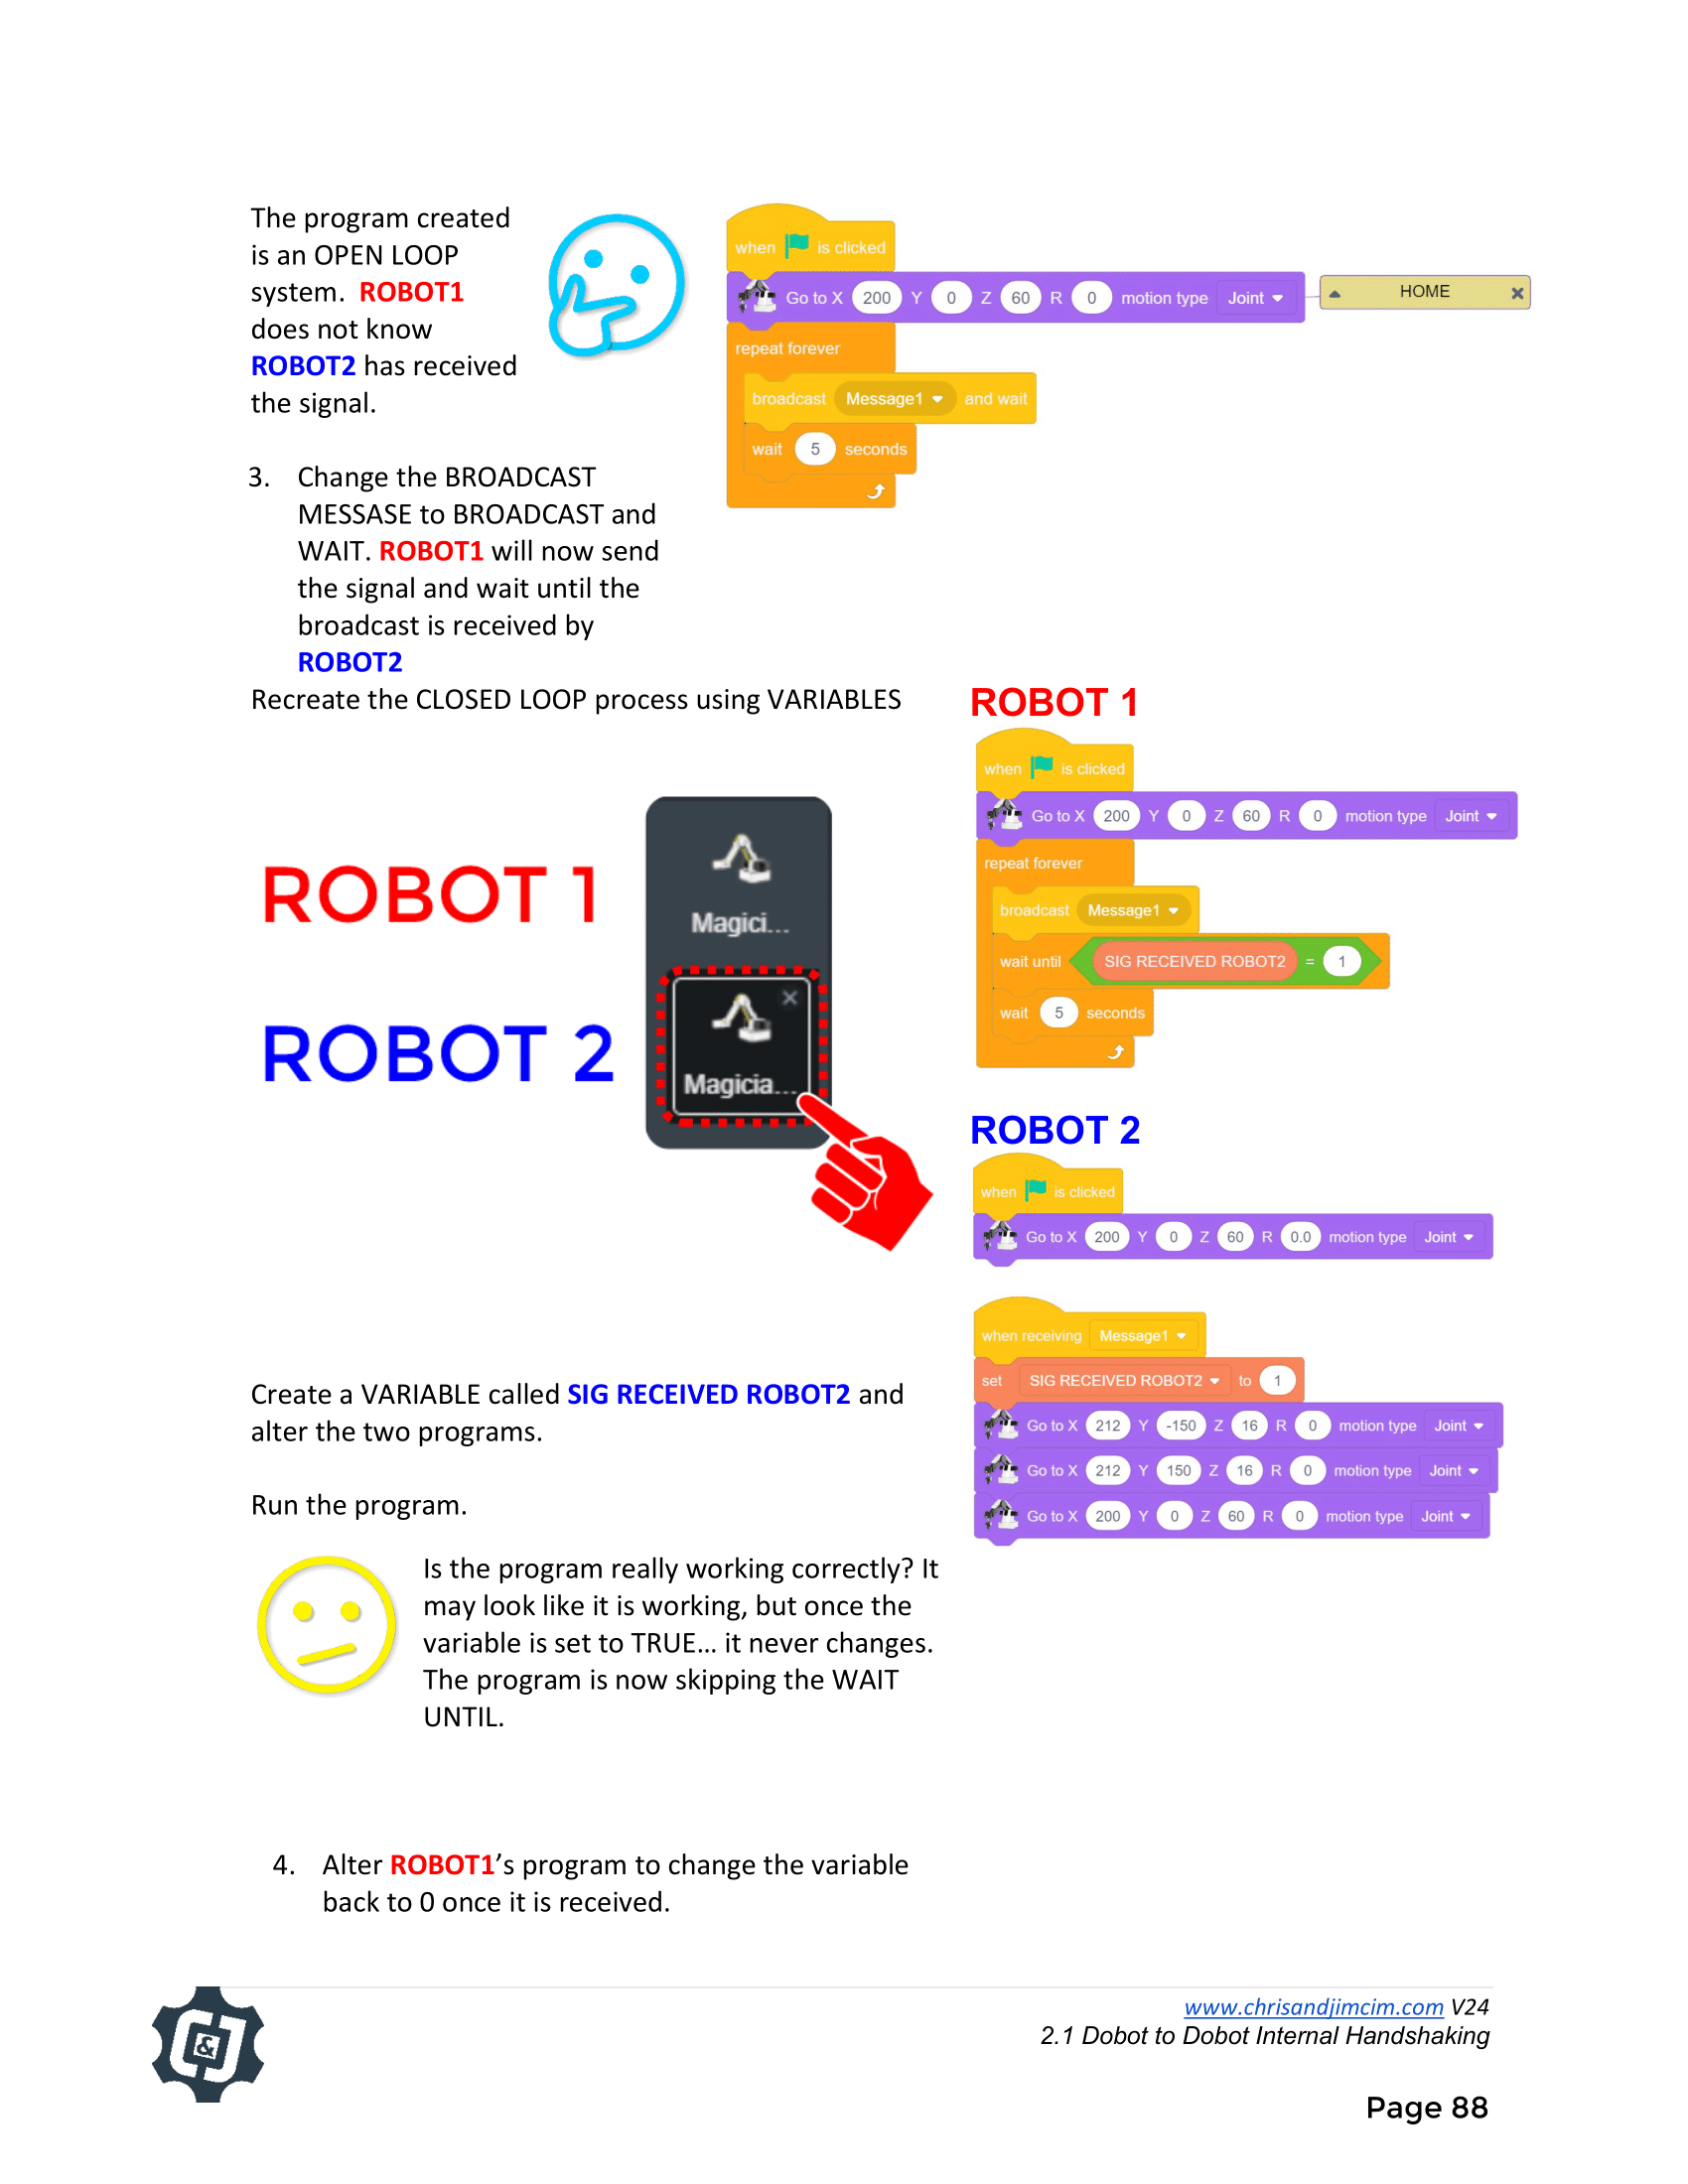 The program created
is an OPEN LOOP
system. ROBOT1
does not know
ROBOT2 has received
the signal.
when is clicked
Go to X 200 Y 0 Z 60 R 0 motion type Joint
HOME
repeat forever
broadcast Message1 and wait
wait 5 seconds
3. Change the BROADCAST
MESSASE to BROADCAST and
WAIT. ROBOT1 will now send
the signal and wait until the
broadcast is received by
ROBOT2
Recreate the CLOSED LOOP process using VARIABLES
ROBOT 1
ROBOT 2
Magici...
Magicia...
ROBOT 1
when is clicked
Go to X 200 Y 0 Z 60 R 0 motion type Joint
repeat forever
broadcast Message1
wait until SIG RECEIVED ROBOT2 = 1
wait 5 seconds
ROBOT 2
when is clicked
Go to X 200 Y 0 Z 60 R 0.0 motion type Joint
when receiving Message1
set SIG RECEIVED ROBOT2 to 1
Go to X 212 Y -150 Z 16 R 0 motion type Joint
Go to X 212 Y 150 Z 16 R 0 motion type Joint
Go to X 200 Y 0 Z 60 R 0 motion type Joint
Create a VARIABLE called SIG RECEIVED ROBOT2 and
alter the two programs.
Run the program.
Is the program really working correctly? It
may look like it is working, but once the
variable is set to TRUE... it never changes.
The program is now skipping the WAIT
UNTIL.
4. Alter ROBOT1's program to change the variable
back to 0 once it is received.
C&J
www.chrisandjimcim.com V24
2.1 Dobot to Dobot Internal Handshaking
Page 88